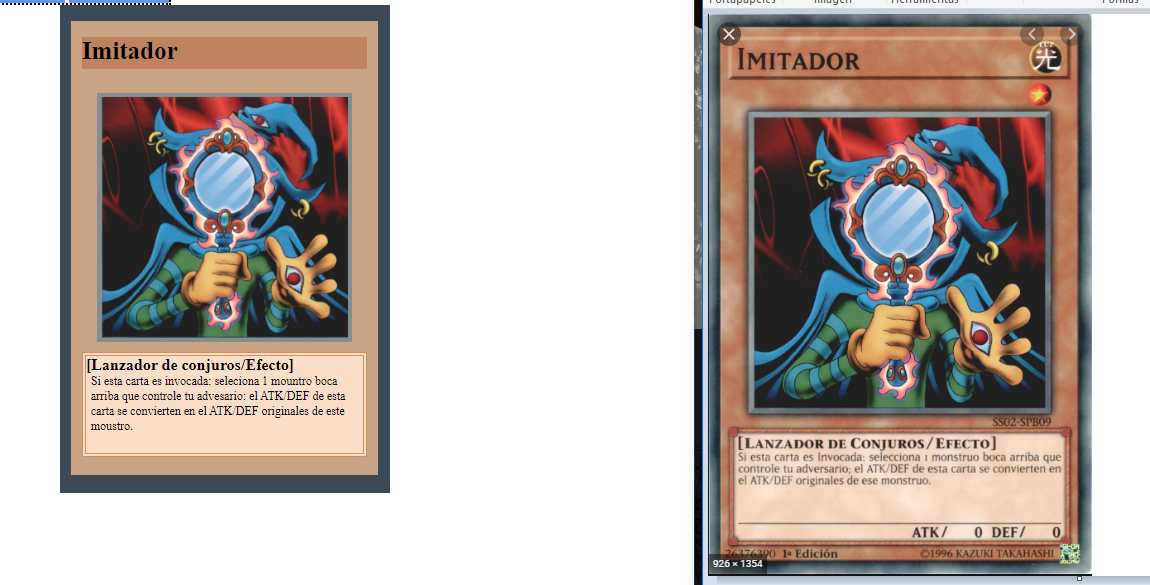 Imitador
[Lanzador de conjuros/Efecto]
Si esta carta es invocada: seleciona 1 mountro boca
arriba que controle tu advesario: el ATK/DEF de esta
carta se convierten en el ATK/DEF originales de este
moustro.
Portapapeles Imagen Herramientas Formas
IMITADOR
光
SS02-SPB09
[LANZADOR DE CONJUROS/EFECTO]
Si esta carta es Invocada: selecciona 1 monstruo boca arriba que
controle tu adversario; el ATK/DEF de esta carta se convierten en
el ATK/DEF originales de ese monstruo.
ATK/ 0 DEF/ 0
26376390 1ª Edición ©1996 KAZUKI TAKAHASHI
926 × 1354